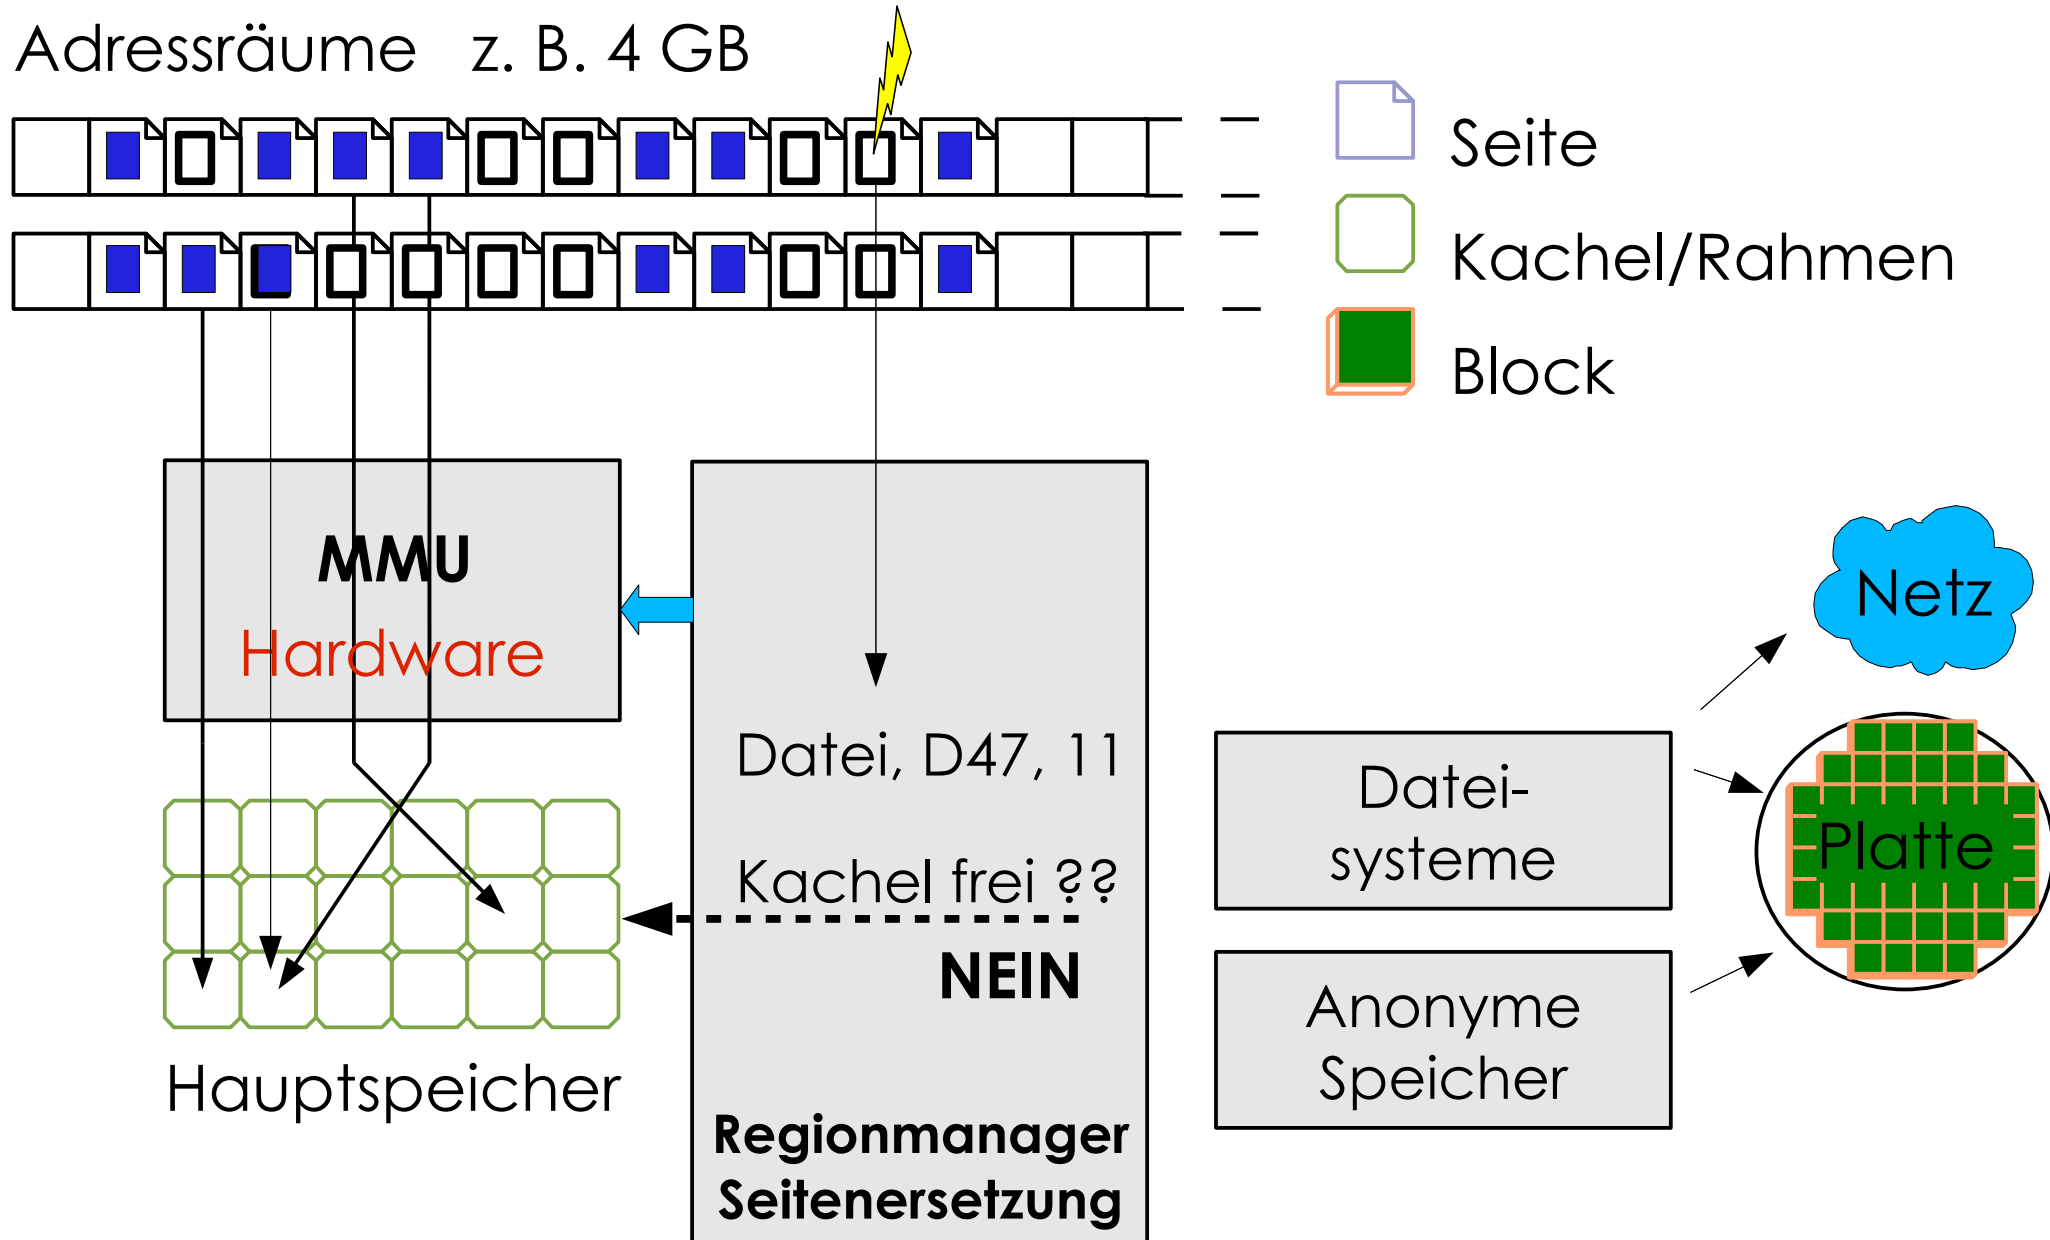 Adressräume z. B. 4 GB
Seite
Kachel/Rahmen
Block
MMU
Hardware
Hauptspeicher
Datei, D47, 11
Kachel frei ??
NEIN
Regionmanager
Seitenersetzung
Datei-
systeme
Anonyme
Speicher
Netz
Platte